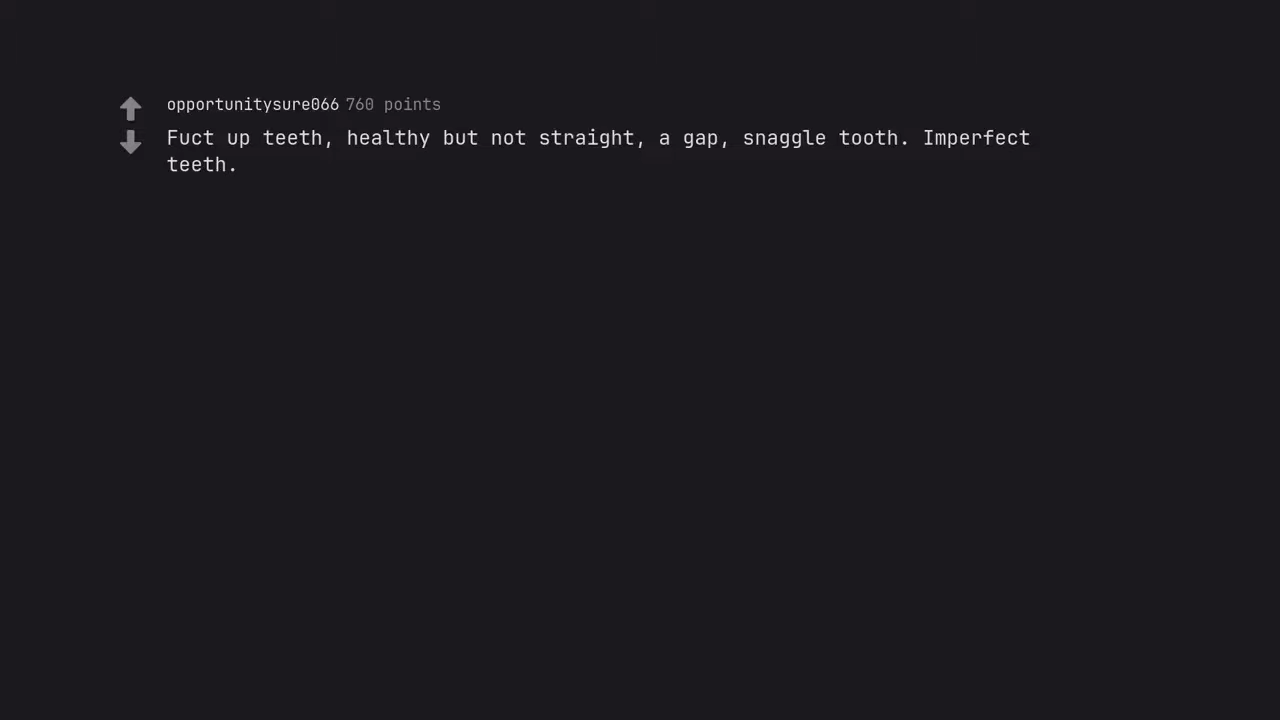 opportunitysure066 760 points
Fuct up teeth, healthy but not straight, a gap, snaggle tooth. Imperfect
teeth.